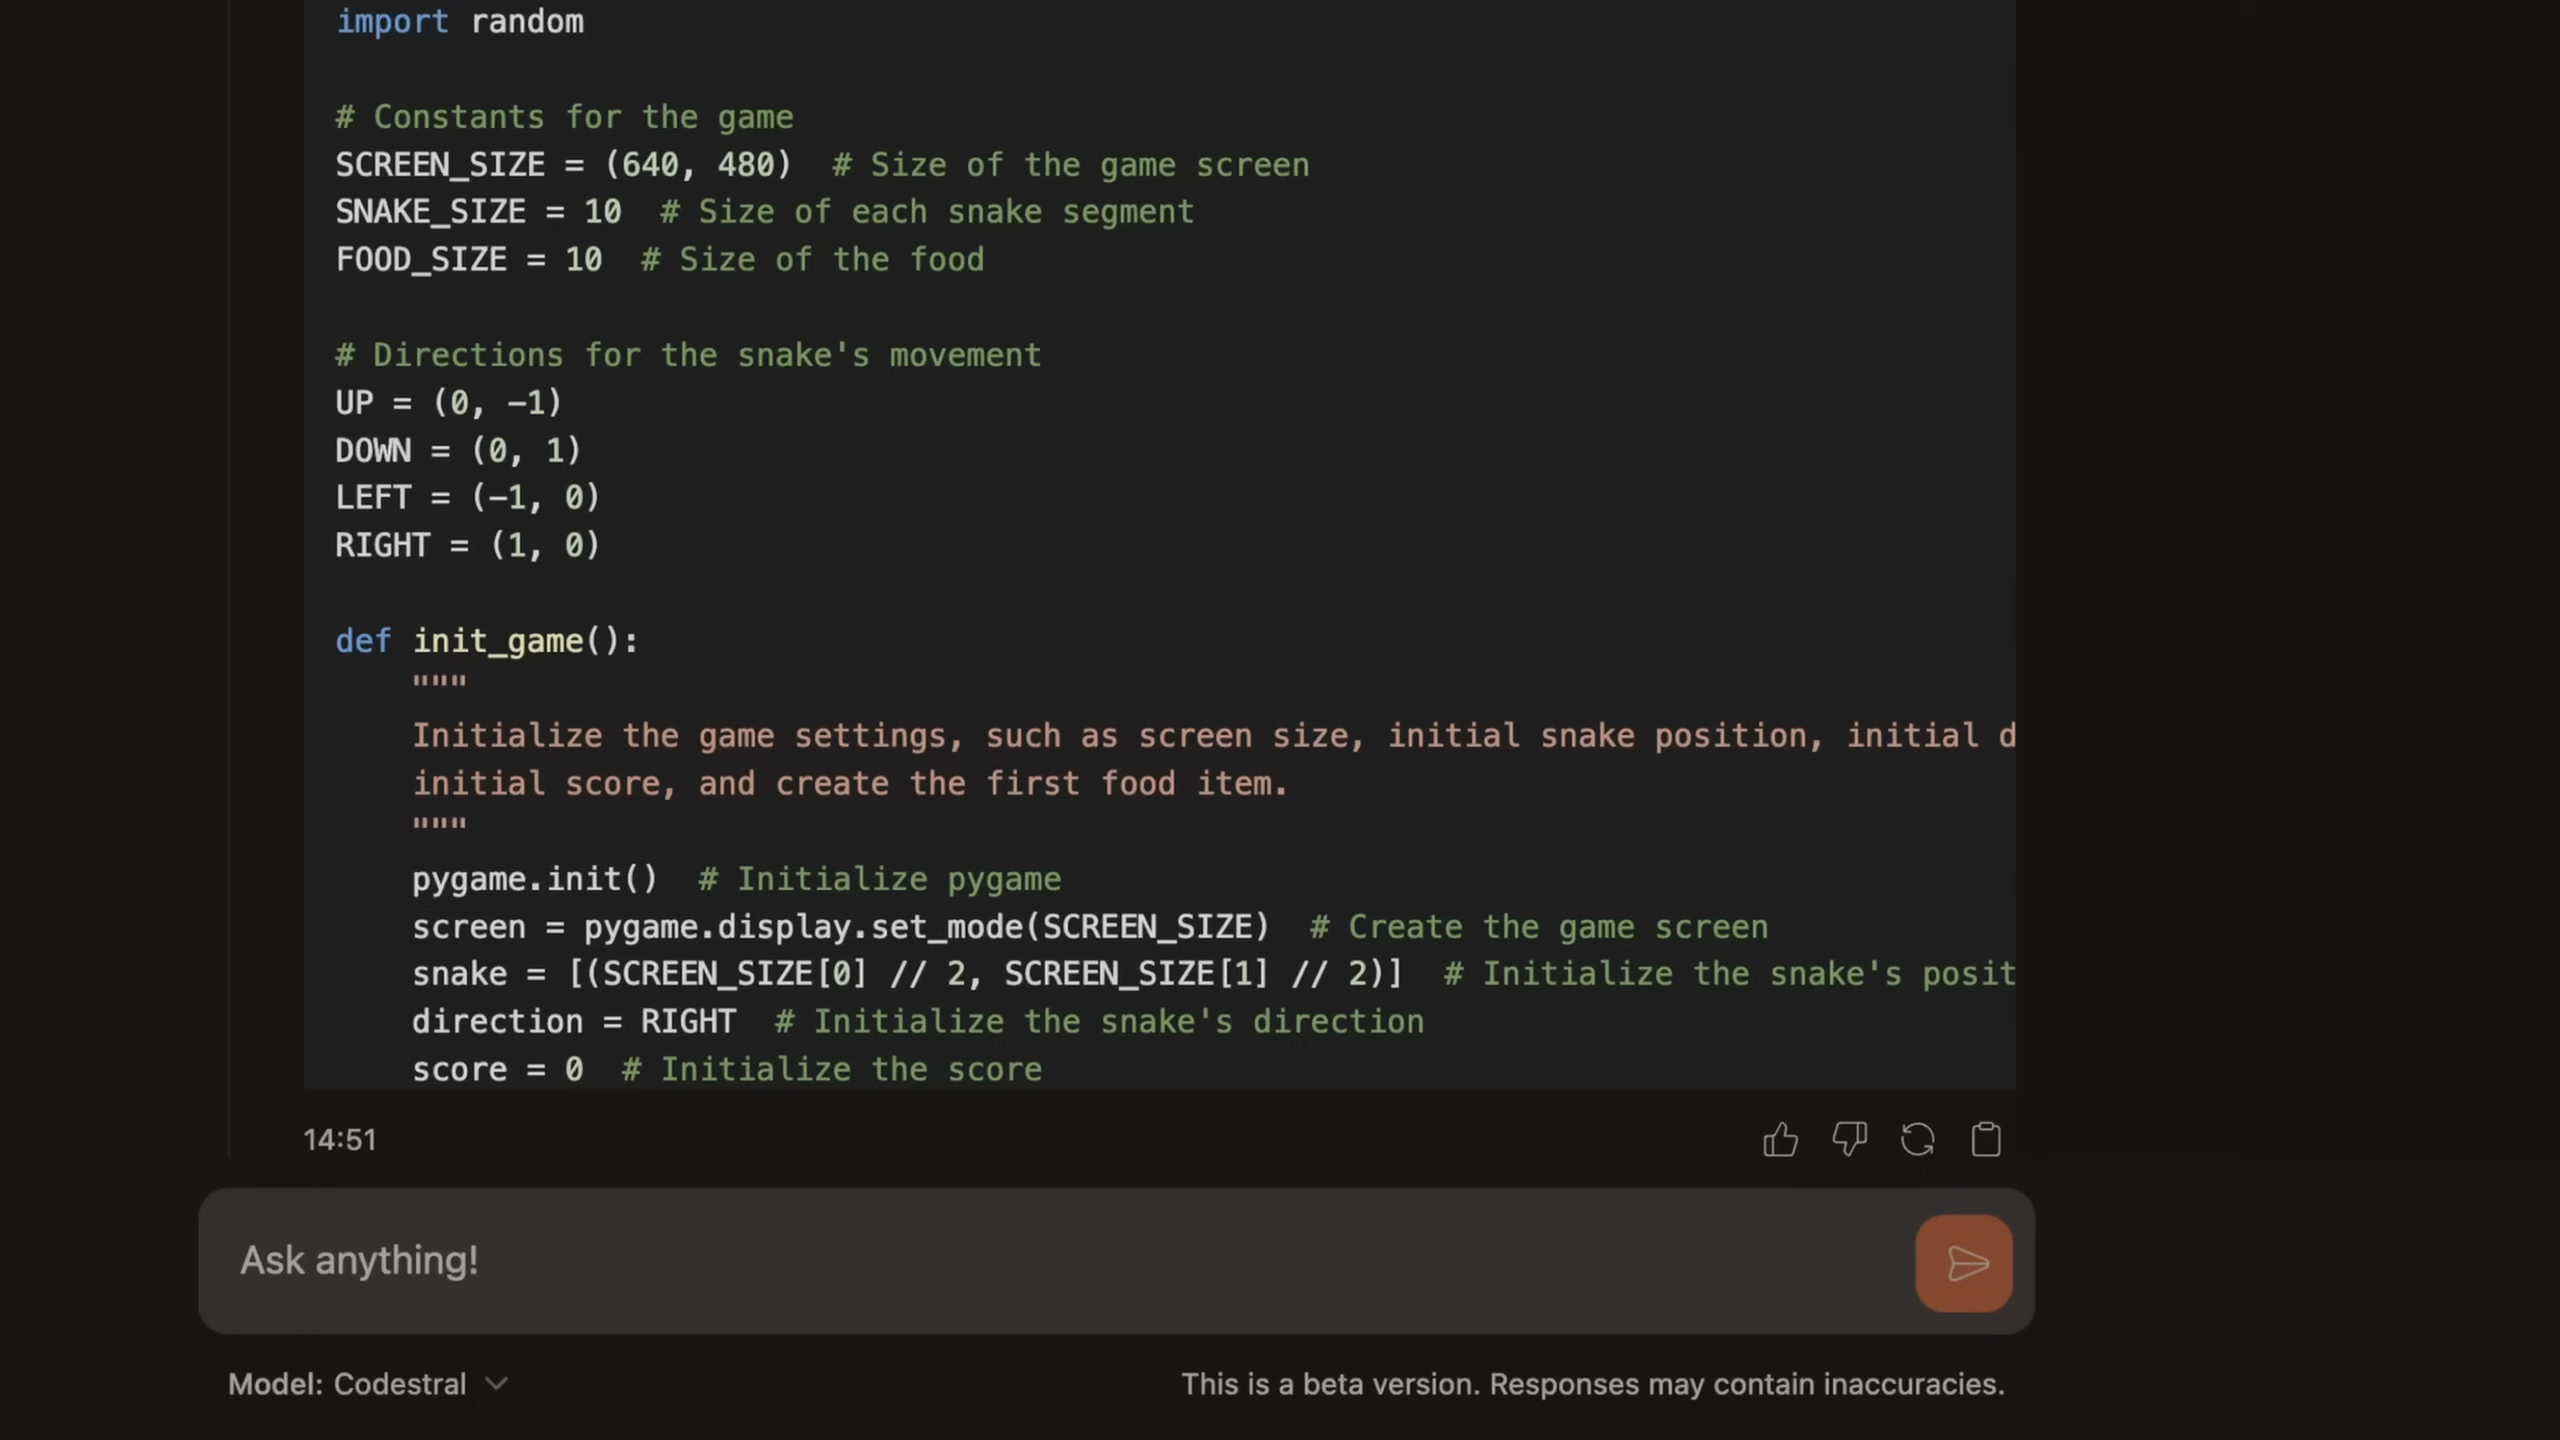 import random
# Constants for the game
SCREEN_SIZE = (640, 480)  # Size of the game screen
SNAKE_SIZE = 10  # Size of each snake segment
FOOD_SIZE = 10  # Size of the food
# Directions for the snake's movement
UP = (0, -1)
DOWN = (0, 1)
LEFT = (-1, 0)
RIGHT = (1, 0)
def init_game():
    """
    Initialize the game settings, such as screen size, initial snake position, initial d
    initial score, and create the first food item.
    """
    pygame.init()  # Initialize pygame
    screen = pygame.display.set_mode(SCREEN_SIZE)  # Create the game screen
    snake = [(SCREEN_SIZE[0] // 2, SCREEN_SIZE[1] // 2)]  # Initialize the snake's posit
    direction = RIGHT  # Initialize the snake's direction
    score = 0  # Initialize the score
14:51
Ask anything!
Model: Codestral
This is a beta version. Responses may contain inaccuracies.